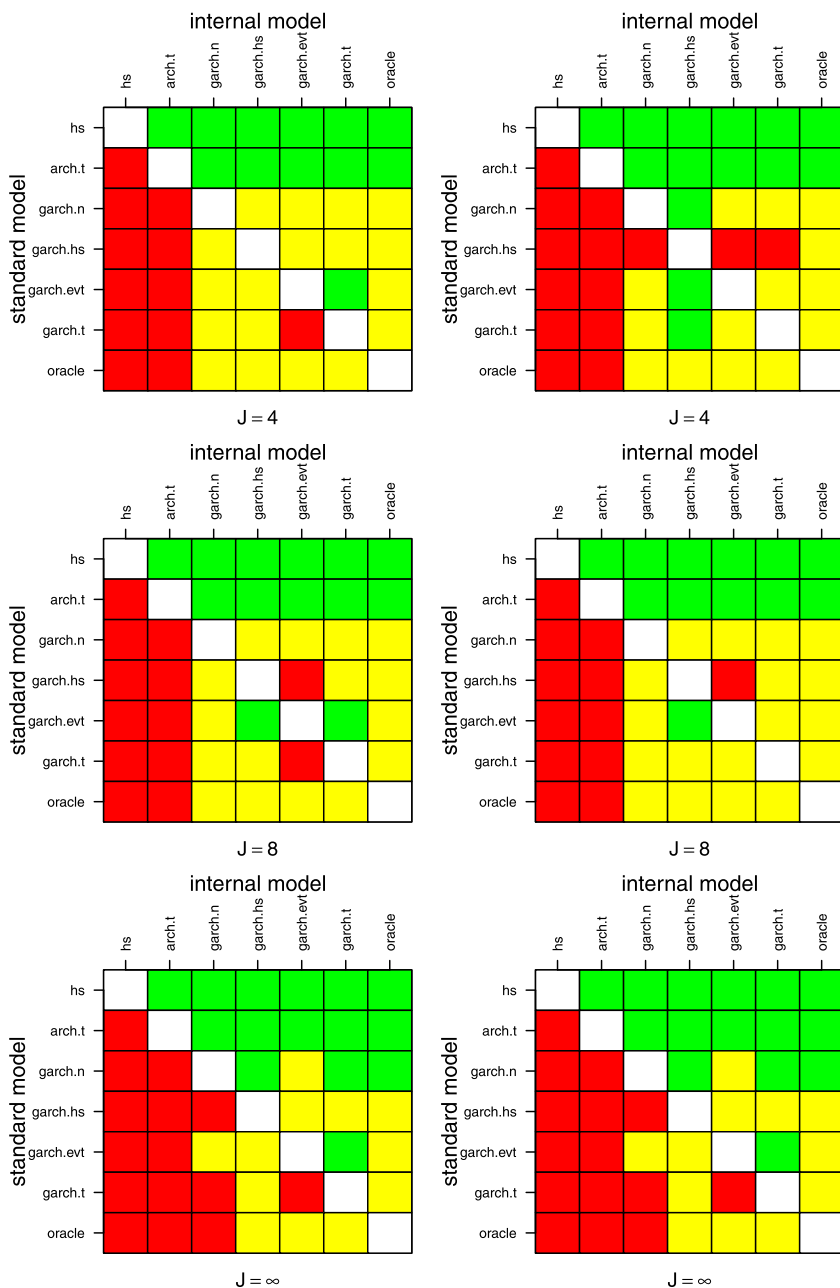 internal model
internal model
hs arch.t garch.n garch.hs garch.evt garch.t oracle
hs arch.t garch.n garch.hs garch.evt garch.t oracle
standard model
hs
arch.t
garch.n
garch.hs
garch.evt
garch.t
oracle
standard model
hs
arch.t
garch.n
garch.hs
garch.evt
garch.t
oracle
J = 4
J = 4
internal model
internal model
hs arch.t garch.n garch.hs garch.evt garch.t oracle
hs arch.t garch.n garch.hs garch.evt garch.t oracle
standard model
hs
arch.t
garch.n
garch.hs
garch.evt
garch.t
oracle
standard model
hs
arch.t
garch.n
garch.hs
garch.evt
garch.t
oracle
J = 8
J = 8
internal model
internal model
hs arch.t garch.n garch.hs garch.evt garch.t oracle
hs arch.t garch.n garch.hs garch.evt garch.t oracle
standard model
hs
arch.t
garch.n
garch.hs
garch.evt
garch.t
oracle
standard model
hs
arch.t
garch.n
garch.hs
garch.evt
garch.t
oracle
J = ∞
J = ∞